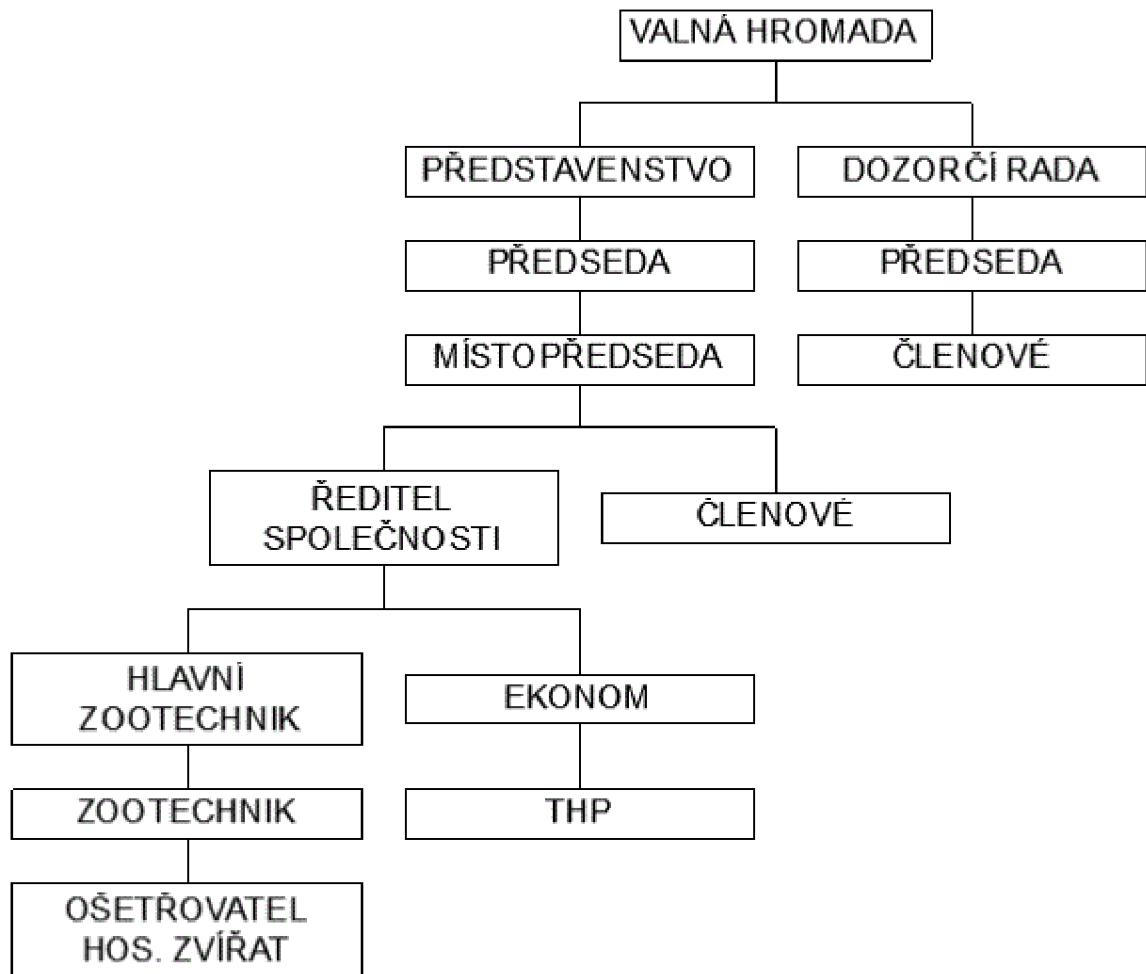 VALNÁ HROMADA
PŘEDSTAVENSTVO
DOZORČÍ RADA
PŘEDSEDA
PŘEDSEDA
MÍSTOPŘEDSEDA
ČLENOVÉ
ŘEDITEL
SPOLEČNOSTI
ČLENOVÉ
HLAVNÍ
ZOOTECHNIK
EKONOM
ZOOTECHNIK
THP
OŠETŘOVATEL
HOS. ZVÍŘAT